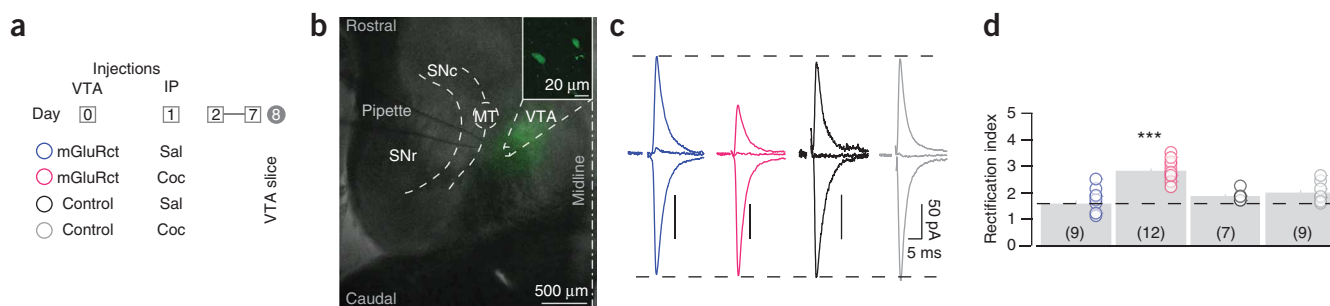 a
Injections
VTA IP
Day 0 1 2 7 8
mGluRct Sal
mGluRct Coc
Control Sal
Control Coc
VTA slice
b
Rostral
20 μm
SNc
Pipette
MT
VTA
SNr
Midline
Caudal
500 μm
c
50 pA
5 ms
d
Rectification index
5
4
3
2
1
0
***
(9) (12) (7) (9)